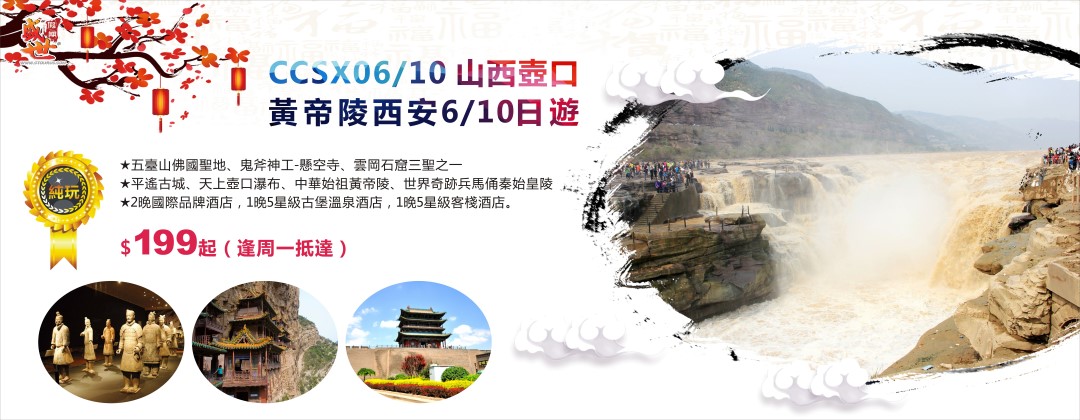 盛世
CCSX06/10 山西壺口
黃帝陵西安6/10日遊
純玩
★五臺山佛國聖地、鬼斧神工-懸空寺、雲岡石窟三聖之一
★平遙古城、天上壺口瀑布、中華始祖黃帝陵、世界奇跡兵馬俑秦始皇陵
★2晚國際品牌酒店，1晚5星級古堡溫泉酒店，1晚5星級客棧酒店。
$199起（逢周一抵達）